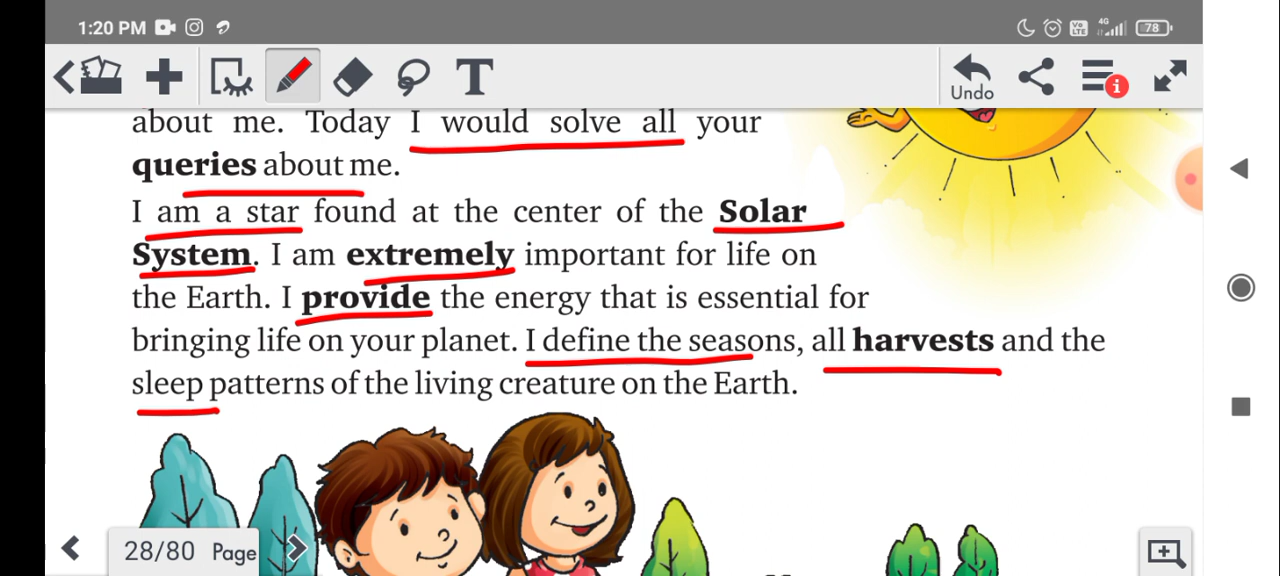 1:20 PM
4G
78
Undo
about me. Today I would solve all your
queries about me.
I am a star found at the center of the Solar
System. I am extremely important for life on
the Earth. I provide the energy that is essential for
bringing life on your planet. I define the seasons, all harvests and the
sleep patterns of the living creature on the Earth.
28/80 Page